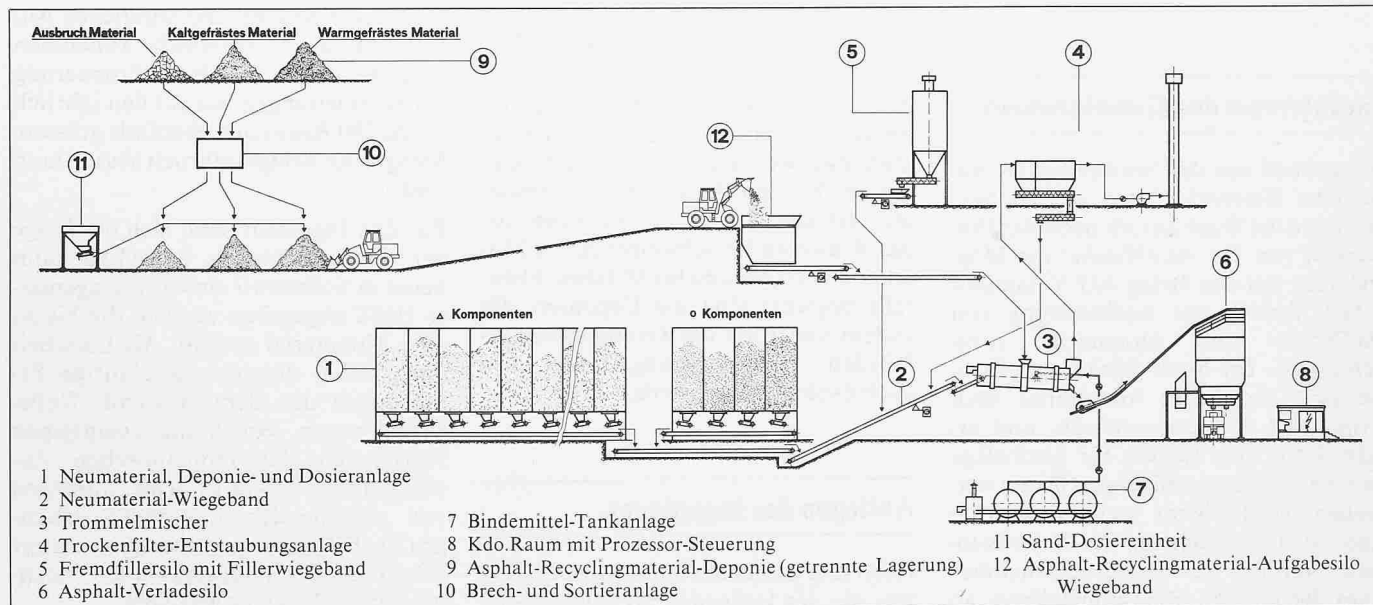 Ausbruch Material Kaltgefrästes Material Warmgefrästes Material
9
5
4
12
11
10
6
△ Komponenten ○ Komponenten
1
2
3
8
7
1 Neumaterial, Deponie- und Dosieranlage
2 Neumaterial-Wiegeband
3 Trommelmischer
4 Trockenfilter-Entstaubungsanlage
5 Fremdfillersilo mit Fillerwiegeband
6 Asphalt-Verladesilo
7 Bindemittel-Tankanlage
8 Kdo Raum mit Prozessor-Steuerung
9 Asphalt-Recyclingmaterial-Deponie (getrennte Lagerung)
10 Brech- und Sortieranlage
11 Sand-Dosiereinheit
12 Asphalt-Recyclingmaterial-Aufgabesilo
Wiegeband